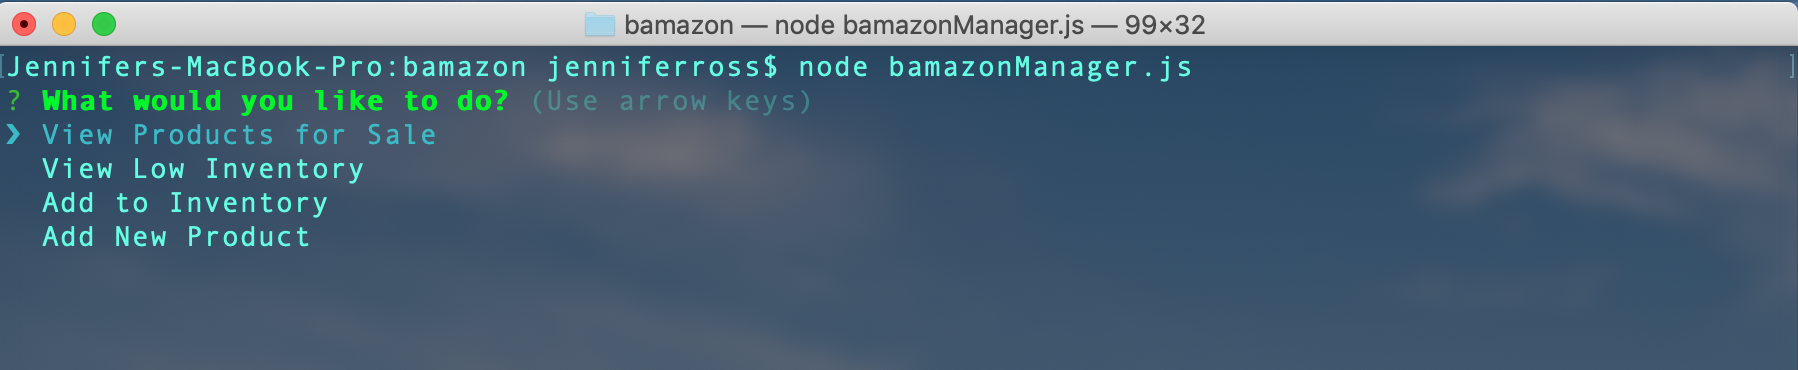 bamazon — node bamazonManager.js — 99×32
[Jennifers-MacBook-Pro:bamazon jenniferross$ node bamazonManager.js ]
? What would you like to do? (Use arrow keys)
❯ View Products for Sale
View Low Inventory
Add to Inventory
Add New Product